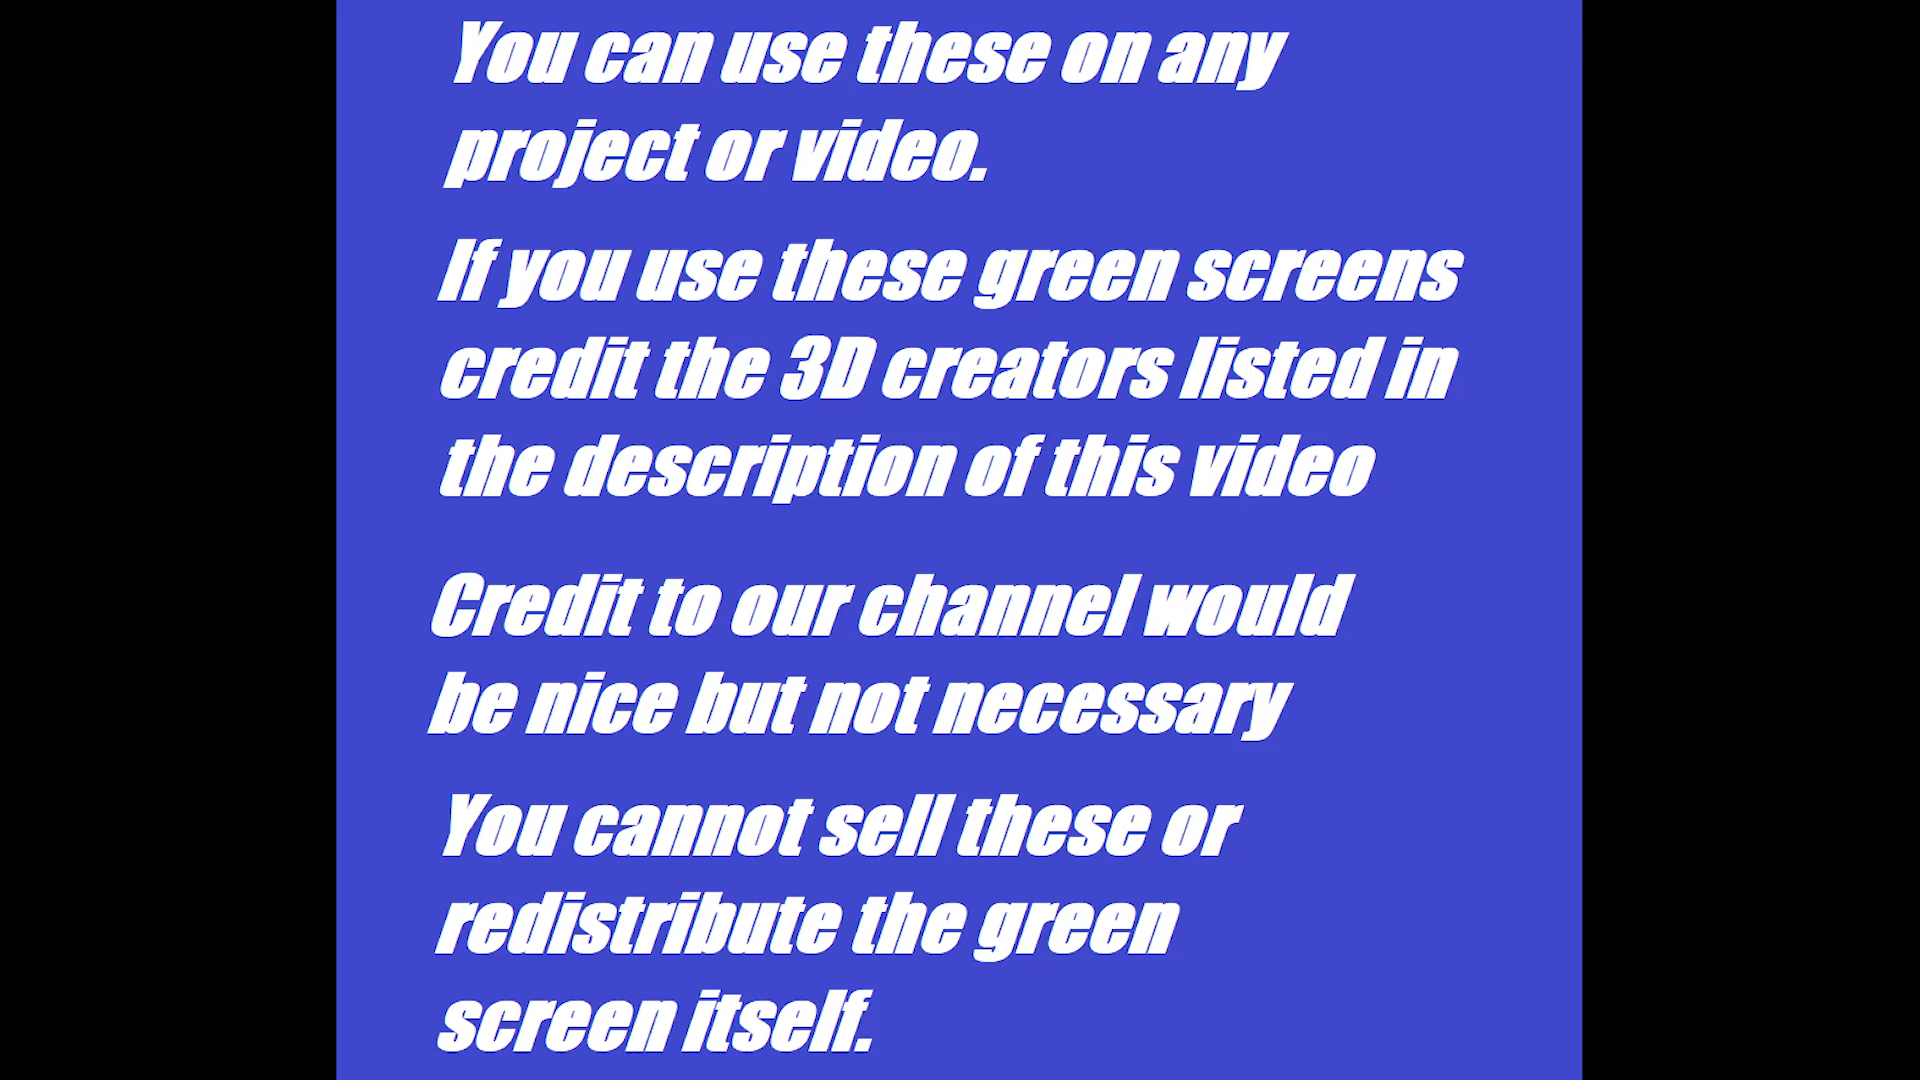 You can use these on any
project or video.
If you use these green screens
credit the 3D creators listed in
the description of this video
Credit to our channel would
be nice but not necessary
You cannot sell these or
redistribute the green
screen itself.